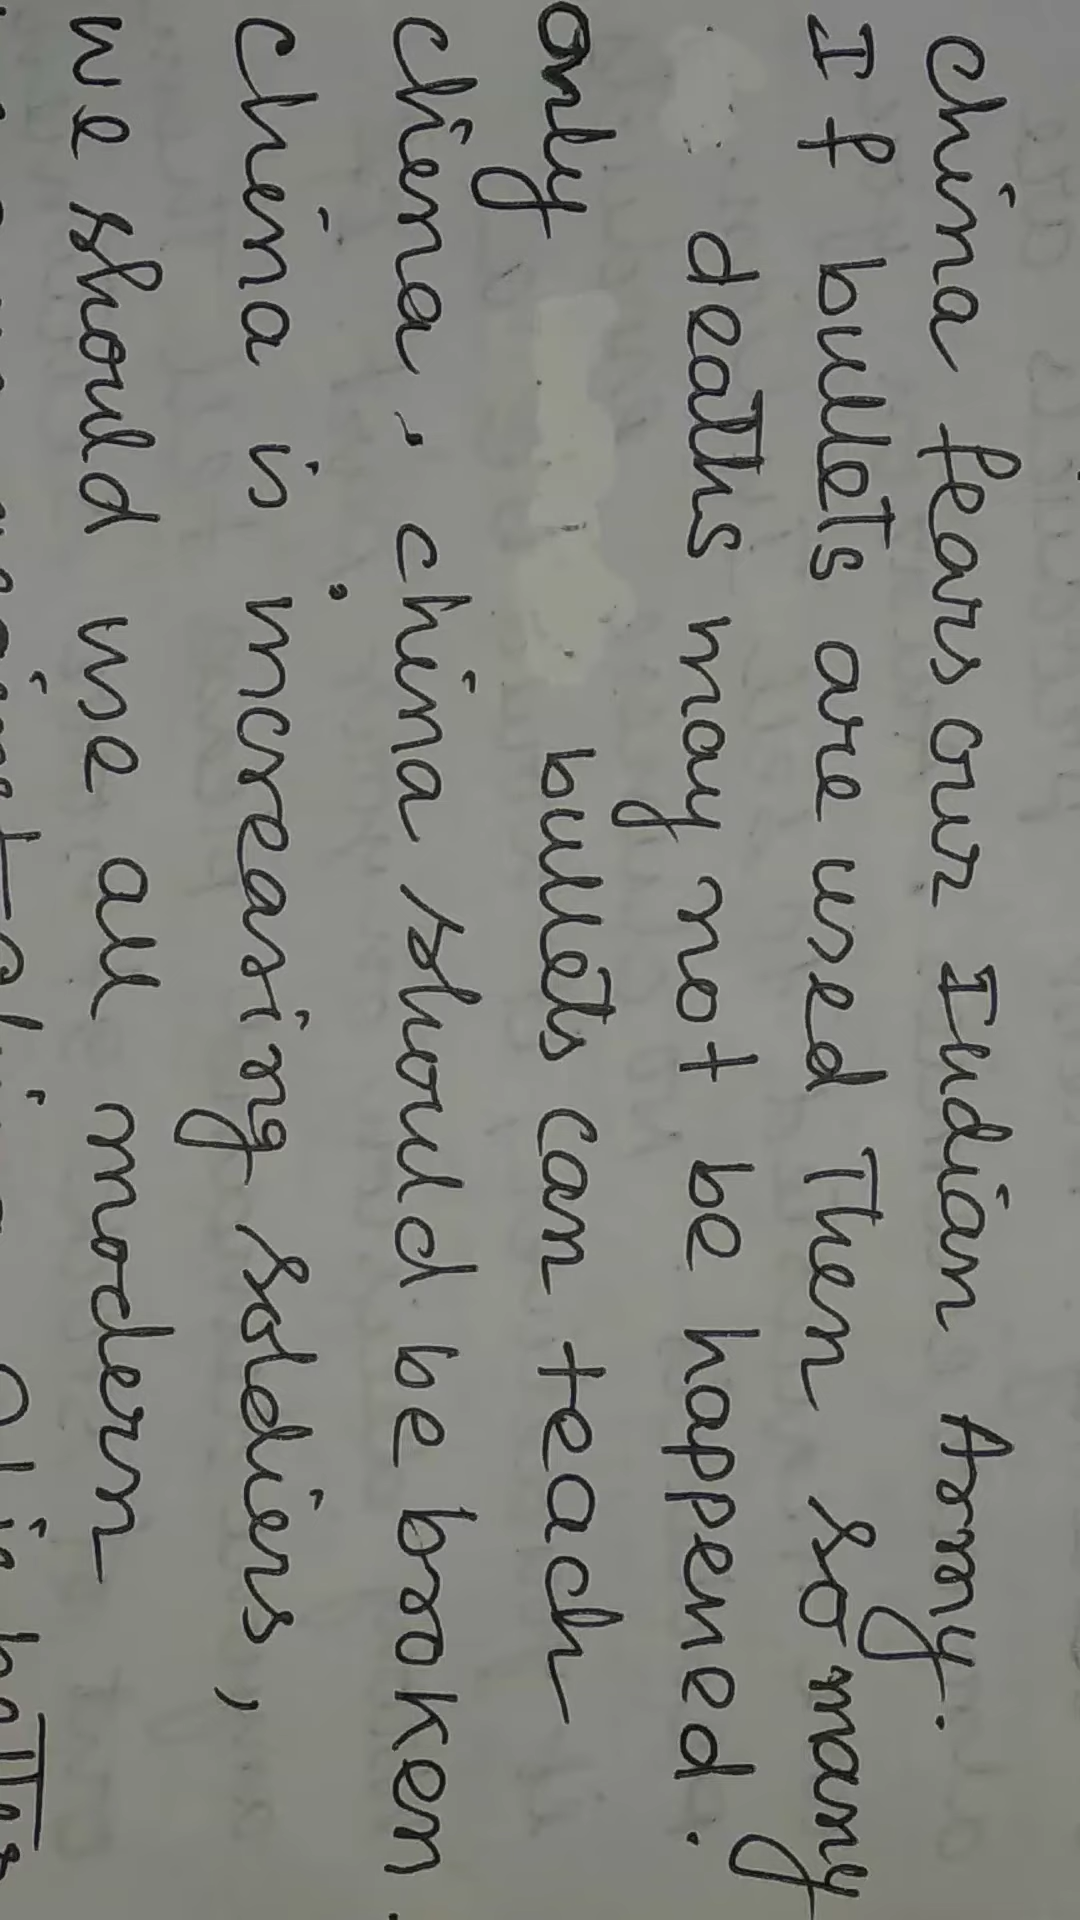 China fears our Indian Army.
If bullets are used Then so many
deaths may not be happened.
only bullets can teach
China, china should be broken.
China is increasing soldiers,
we should use all modern